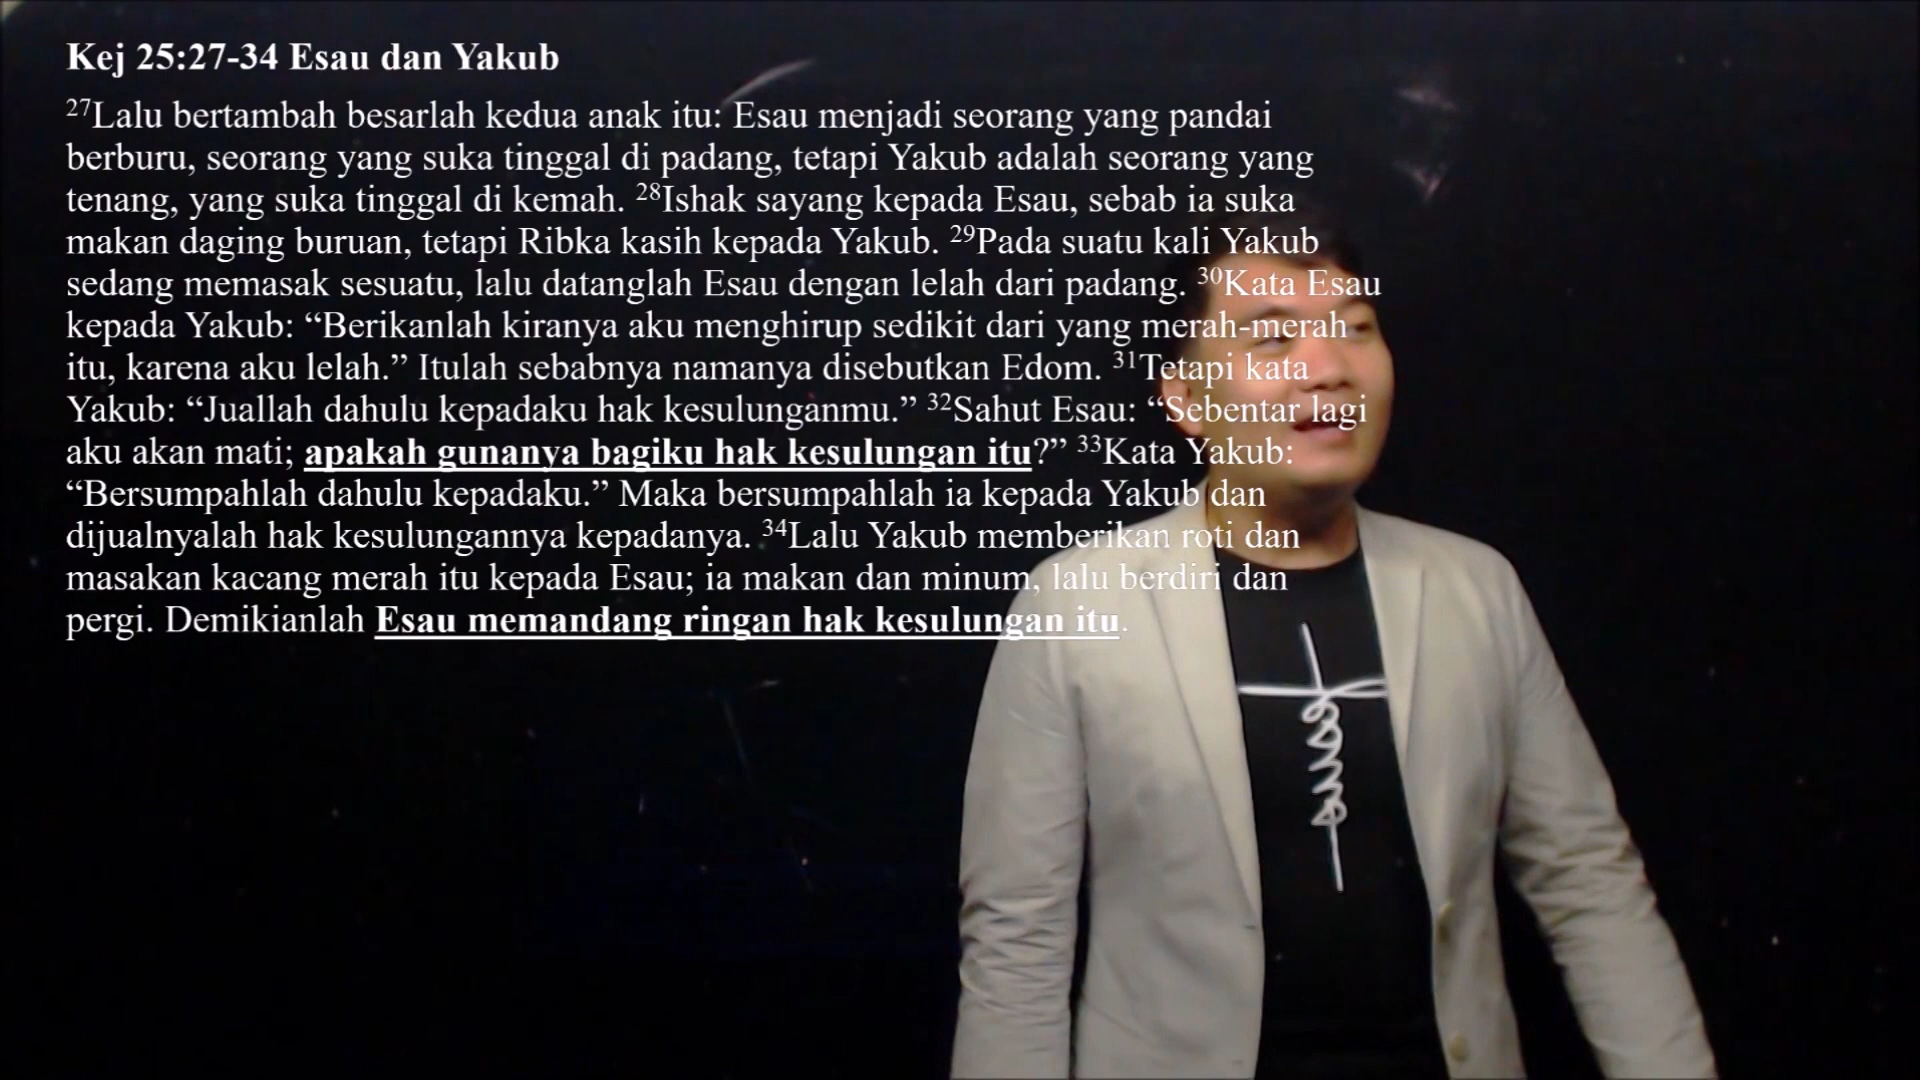 Kej 25:27-34 Esau dan Yakub
27Lalu bertambah besarlah kedua anak itu: Esau menjadi seorang yang pandai
berburu, seorang yang suka tinggal di padang, tetapi Yakub adalah seorang yang
tenang, yang suka tinggal di kemah. 28Ishak sayang kepada Esau, sebab ia suka
makan daging buruan, tetapi Ribka kasih kepada Yakub. 29Pada suatu kali Yakub
sedang memasak sesuatu, lalu datanglah Esau dengan lelah dari padang. 30Kata Esau
kepada Yakub: “Berikanlah kiranya aku menghirup sedikit dari yang merah-merah
itu, karena aku lelah.” Itulah sebabnya namanya disebutkan Edom. 31Tetapi kata
Yakub: “Juallah dahulu kepadaku hak kesulunganmu.” 32Sahut Esau: “Sebentar lagi
aku akan mati; apakah gunanya bagiku hak kesulungan itu?” 33Kata Yakub:
“Bersumpahlah dahulu kepadaku.” Maka bersumpahlah ia kepada Yakub dan
dijualnyalah hak kesulungannya kepadanya. 34Lalu Yakub memberikan roti dan
masakan kacang merah itu kepada Esau; ia makan dan minum, lalu berdiri dan
pergi. Demikianlah Esau memandang ringan hak kesulungan itu.